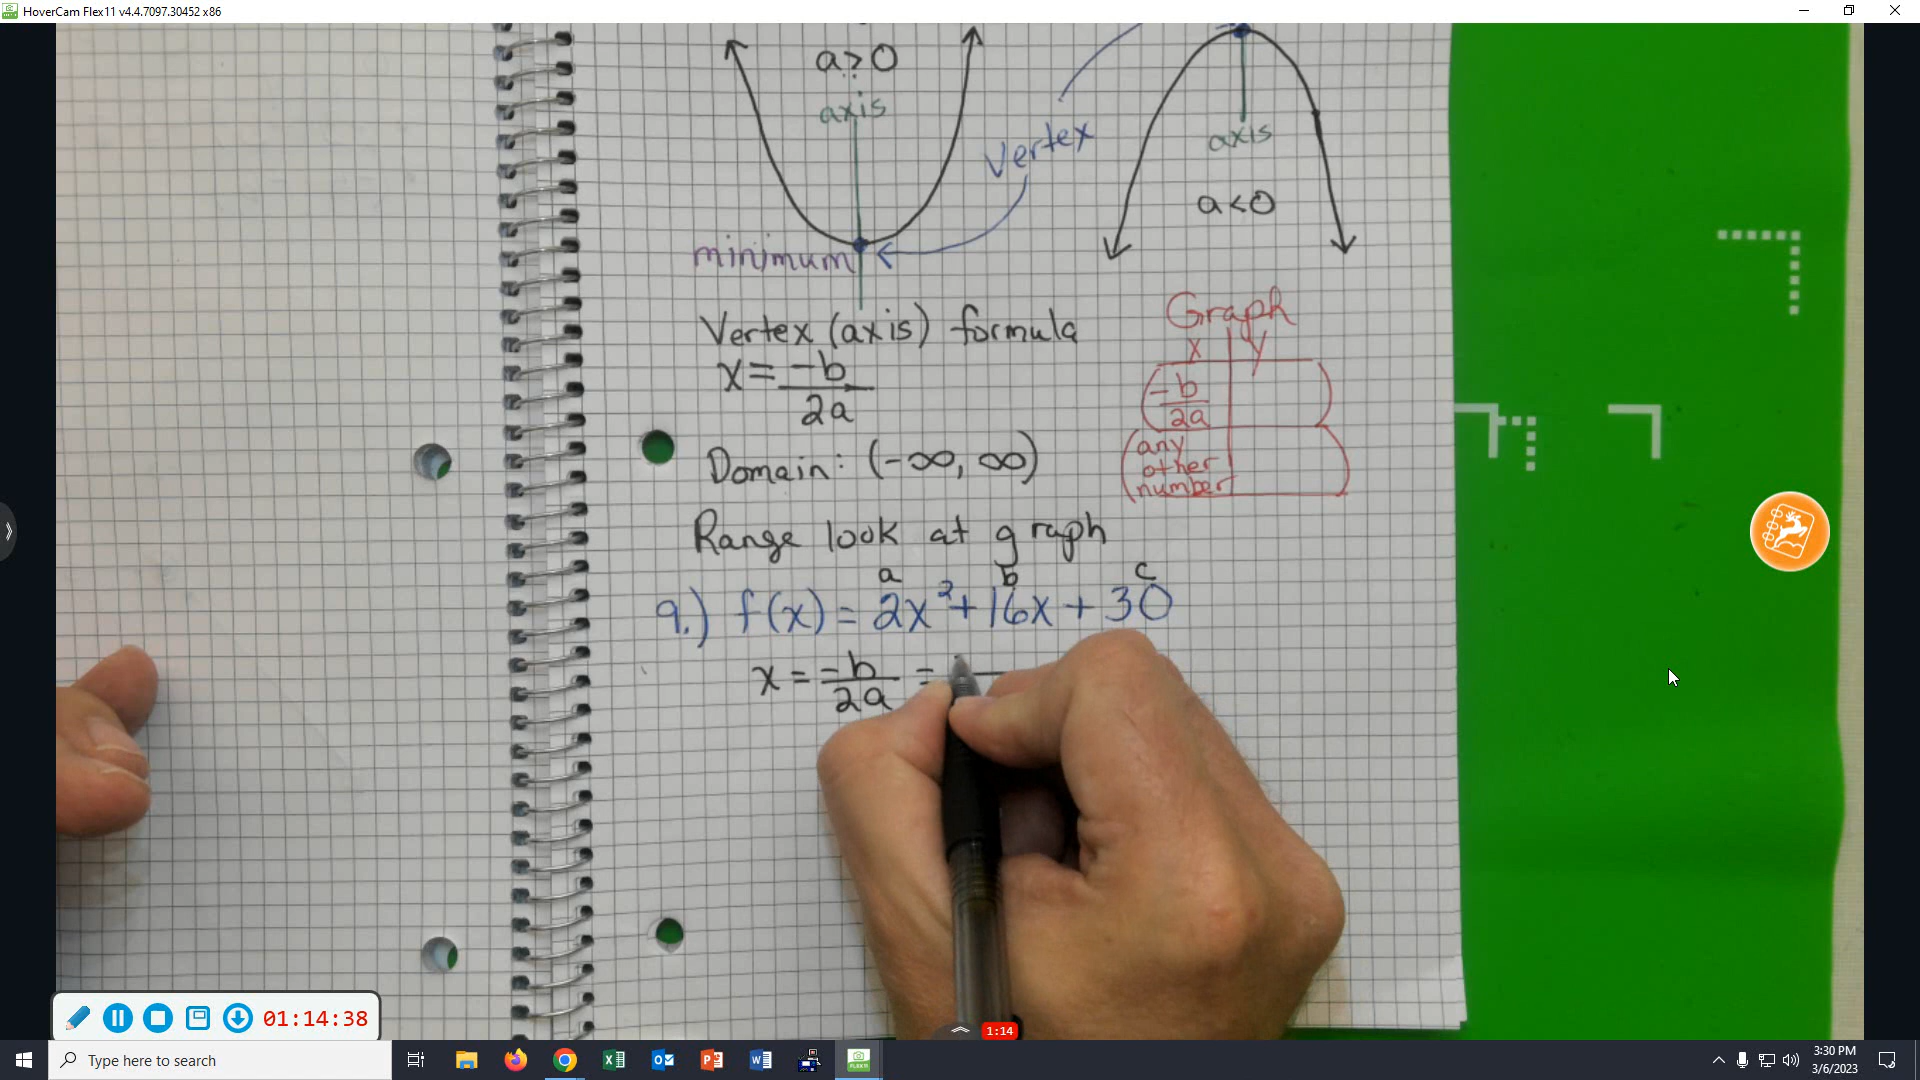 HoverCam Flex11 v4.4.7097.30452 x86
a>0
axis
Vertex
axis
a<0
minimum
Vertex (axis) formula
x = -b
2a
Graph
x y
-b
2a
any
other
number
Domain: (-∞, ∞)
Range look at graph
a b c
9.) f(x) = 2x²+16x+30
x = -b =
2a
01:14:38
1:14
Type here to search
3:30 PM
3/6/2023